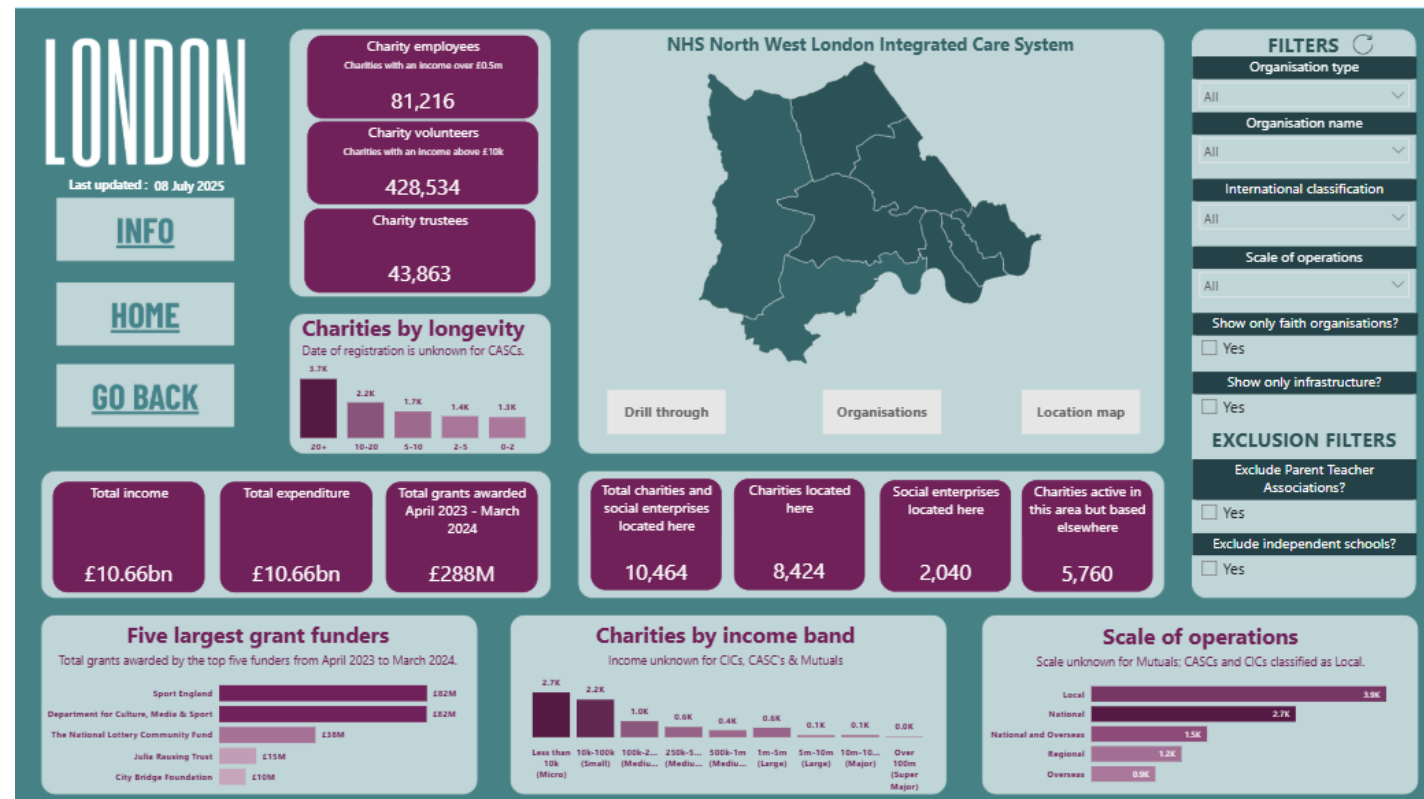 LONDON
Last updated : 08 July 2025
INFO
HOME
GO BACK
Charity employees
Charities with an income over £0.5m
81,216
Charity volunteers
Charities with an income above £10k
428,534
Charity trustees
43,863
Charities by longevity
Date of registration is unknown for CASCs.
3.7K
2.2K
1.7K
1.4K
1.3K
20+
10-20
5-10
2-5
0-2
NHS North West London Integrated Care System
Drill through
Organisations
Location map
FILTERS
Organisation type
All
Organisation name
All
International classification
All
Scale of operations
All
Show only faith organisations?
Yes
Show only infrastructure?
Yes
EXCLUSION FILTERS
Exclude Parent Teacher
Associations?
Yes
Exclude independent schools?
Yes
Total income
£10.66bn
Total expenditure
£10.66bn
Total grants awarded
April 2023 - March
2024
£288M
Total charities and
social enterprises
located here
10,464
Charities located
here
8,424
Social enterprises
located here
2,040
Charities active in
this area but based
elsewhere
5,760
Five largest grant funders
Total grants awarded by the top five funders from April 2023 to March 2024.
Sport England £82M
Department for Culture, Media & Sport £82M
The National Lottery Community Fund £38M
Julia Rausing Trust £15M
City Bridge Foundation £10M
Charities by income band
Income unknown for CICs, CASC's & Mutuals
2.7K
2.2K
1.0K
0.6K
0.4K
0.6K
0.1K
0.1K
0.0K
Less than
10k
(Micro)
10k-100k
(Small)
100k-2...
(Mediu...
250k-5...
(Mediu...
500k-1m
(Mediu...
1m-5m
(Large)
5m-10m
(Large)
10m-10...
(Major)
Over
100m
(Super
Major)
Scale of operations
Scale unknown for Mutuals; CASCs and CICs classified as Local.
Local 3.9K
National 2.7K
National and Overseas 1.5K
Regional 1.2K
Overseas 0.9K